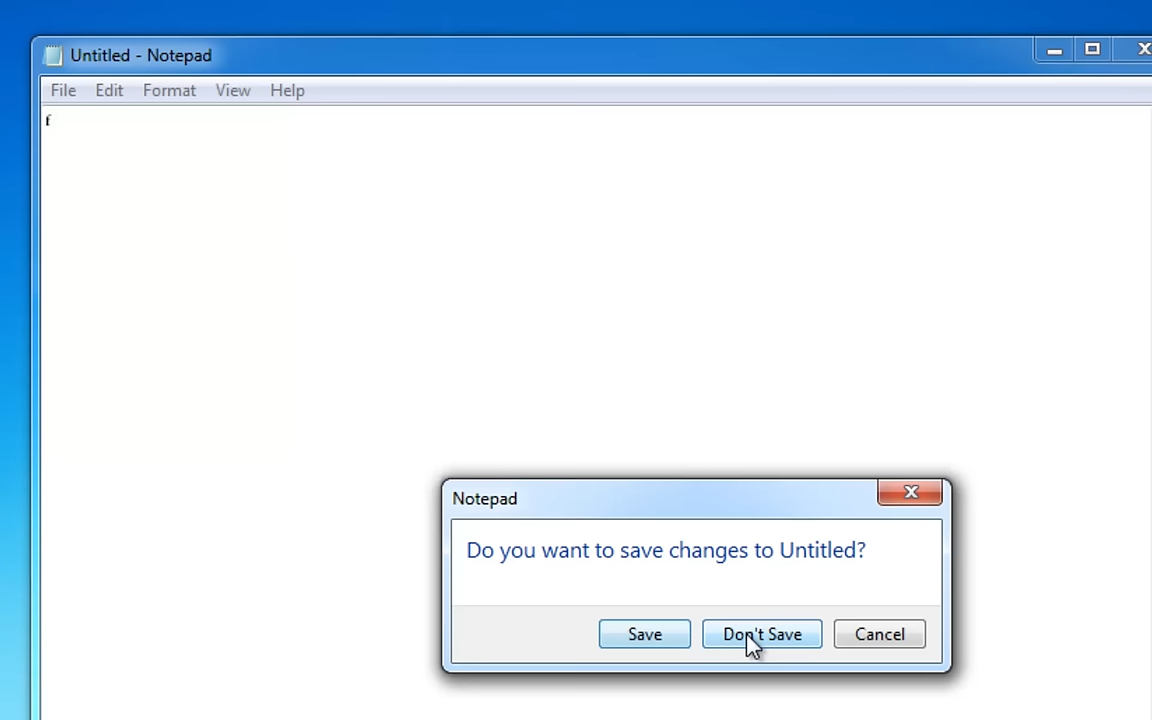 Untitled - Notepad
File Edit Format View Help
f
Notepad
Do you want to save changes to Untitled?
Save Don't Save Cancel